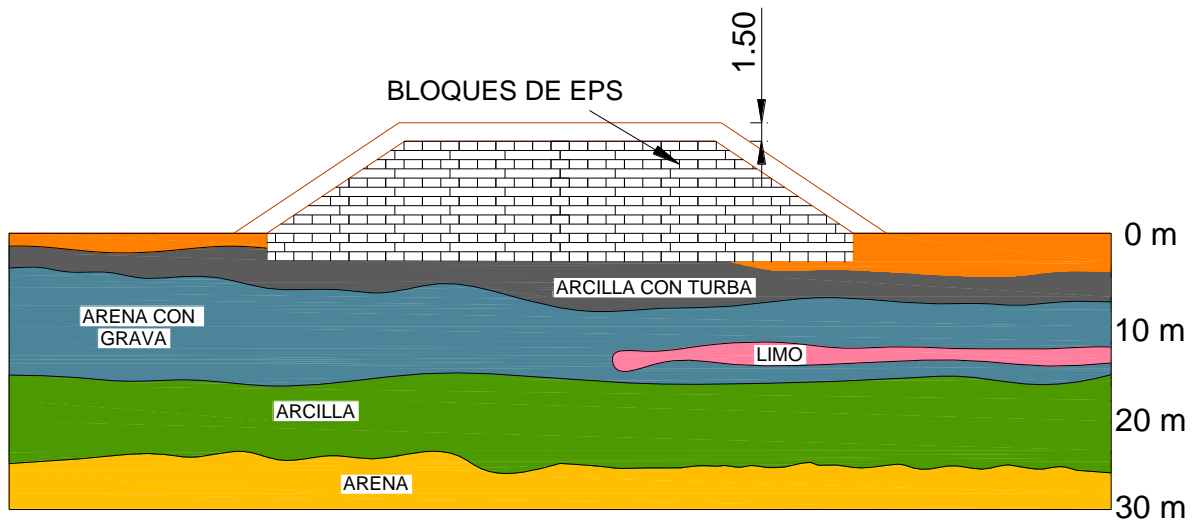 1.50
BLOQUES DE EPS
0 m
ARCILLA CON TURBA
ARENA CON
GRAVA
10 m
LIMO
ARCILLA
20 m
ARENA
30 m